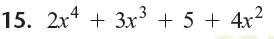 15. 2x⁴ + 3x³ + 5 + 4x²